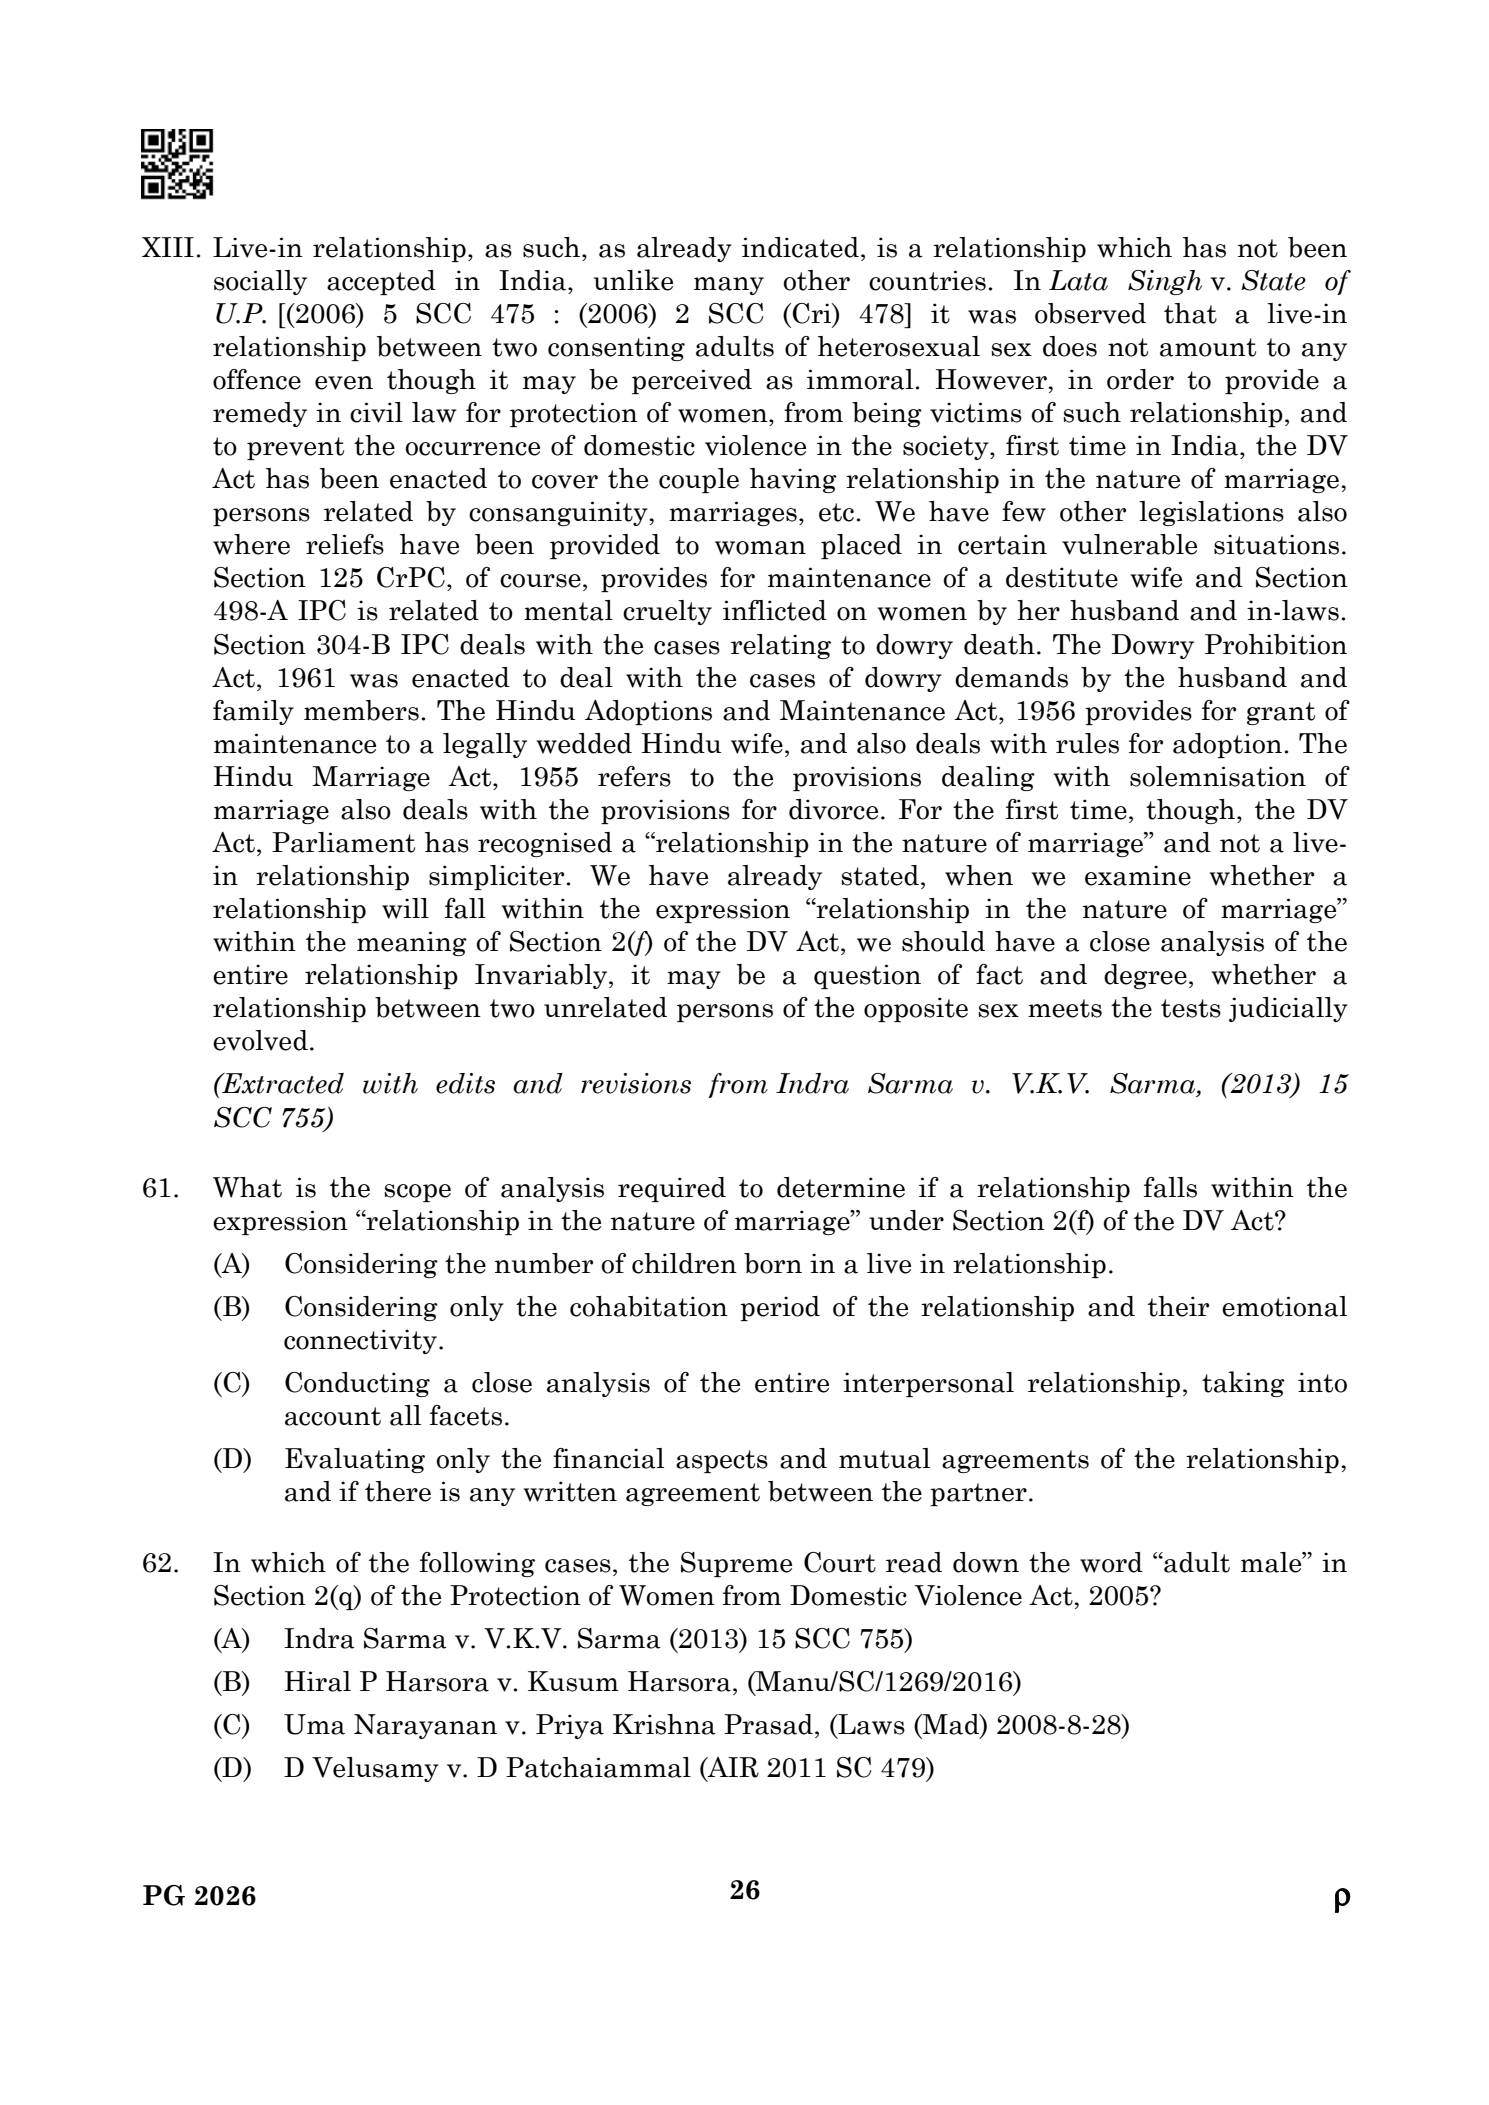 XIII. Live-in relationship, as such, as already indicated, is a relationship which has not been
socially accepted in India, unlike many other countries. In Lata Singh v. State of
U.P. [(2006) 5 SCC 475 : (2006) 2 SCC (Cri) 478] it was observed that a live-in
relationship between two consenting adults of heterosexual sex does not amount to any
offence even though it may be perceived as immoral. However, in order to provide a
remedy in civil law for protection of women, from being victims of such relationship, and
to prevent the occurrence of domestic violence in the society, first time in India, the DV
Act has been enacted to cover the couple having relationship in the nature of marriage,
persons related by consanguinity, marriages, etc. We have few other legislations also
where reliefs have been provided to woman placed in certain vulnerable situations.
Section 125 CrPC, of course, provides for maintenance of a destitute wife and Section
498-A IPC is related to mental cruelty inflicted on women by her husband and in-laws.
Section 304-B IPC deals with the cases relating to dowry death. The Dowry Prohibition
Act, 1961 was enacted to deal with the cases of dowry demands by the husband and
family members. The Hindu Adoptions and Maintenance Act, 1956 provides for grant of
maintenance to a legally wedded Hindu wife, and also deals with rules for adoption. The
Hindu Marriage Act, 1955 refers to the provisions dealing with solemnisation of
marriage also deals with the provisions for divorce. For the first time, though, the DV
Act, Parliament has recognised a “relationship in the nature of marriage” and not a live-
in relationship simpliciter. We have already stated, when we examine whether a
relationship will fall within the expression “relationship in the nature of marriage”
within the meaning of Section 2(f) of the DV Act, we should have a close analysis of the
entire relationship Invariably, it may be a question of fact and degree, whether a
relationship between two unrelated persons of the opposite sex meets the tests judicially
evolved.
(Extracted with edits and revisions from Indra Sarma v. V.K.V. Sarma, (2013) 15
SCC 755)
61. What is the scope of analysis required to determine if a relationship falls within the
expression “relationship in the nature of marriage” under Section 2(f) of the DV Act?
(A) Considering the number of children born in a live in relationship.
(B) Considering only the cohabitation period of the relationship and their emotional
connectivity.
(C) Conducting a close analysis of the entire interpersonal relationship, taking into
account all facets.
(D) Evaluating only the financial aspects and mutual agreements of the relationship,
and if there is any written agreement between the partner.
62. In which of the following cases, the Supreme Court read down the word “adult male” in
Section 2(q) of the Protection of Women from Domestic Violence Act, 2005?
(A) Indra Sarma v. V.K.V. Sarma (2013) 15 SCC 755)
(B) Hiral P Harsora v. Kusum Harsora, (Manu/SC/1269/2016)
(C) Uma Narayanan v. Priya Krishna Prasad, (Laws (Mad) 2008-8-28)
(D) D Velusamy v. D Patchaiammal (AIR 2011 SC 479)
PG 2026 26 ρ